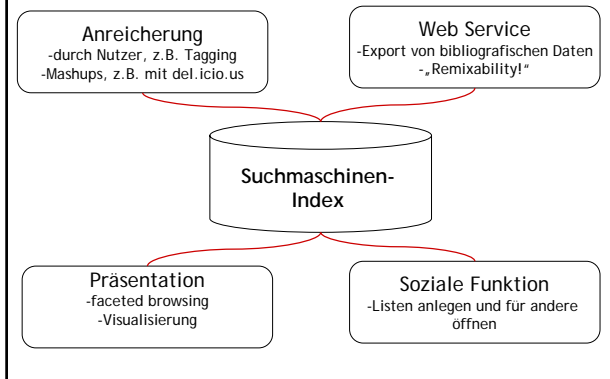 Anreicherung
-durch Nutzer, z.B. Tagging
-Mashups, z.B. mit del.icio.us
Web Service
-Export von bibliografischen Daten
-„Remixability!“
Suchmaschinen-
Index
Präsentation
-faceted browsing
-Visualisierung
Soziale Funktion
-Listen anlegen und für andere
öffnen